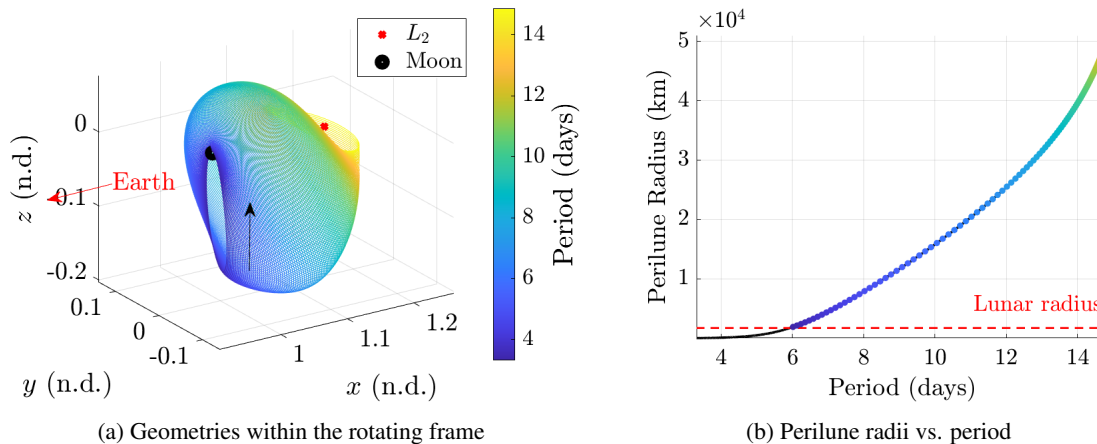 L₂
Moon
0
-0.1
-0.2
z (n.d.)
Earth
0.1
0
-0.1
y (n.d.)
1
1.1
1.2
x (n.d.)
14
12
10
8
6
4
Period (days)
(a) Geometries within the rotating frame
×10⁴
5
4
3
2
1
Perilune Radius (km)
Lunar radius
4
6
8
10
12
14
Period (days)
(b) Perilune radii vs. period